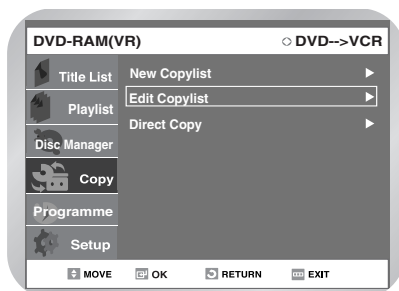 DVD-RAM(VR) ○ DVD-->VCR
Title List
Playlist
Disc Manager
Copy
Programme
Setup
New Copylist ►
Edit Copylist ►
Direct Copy ►
MOVE OK RETURN EXIT